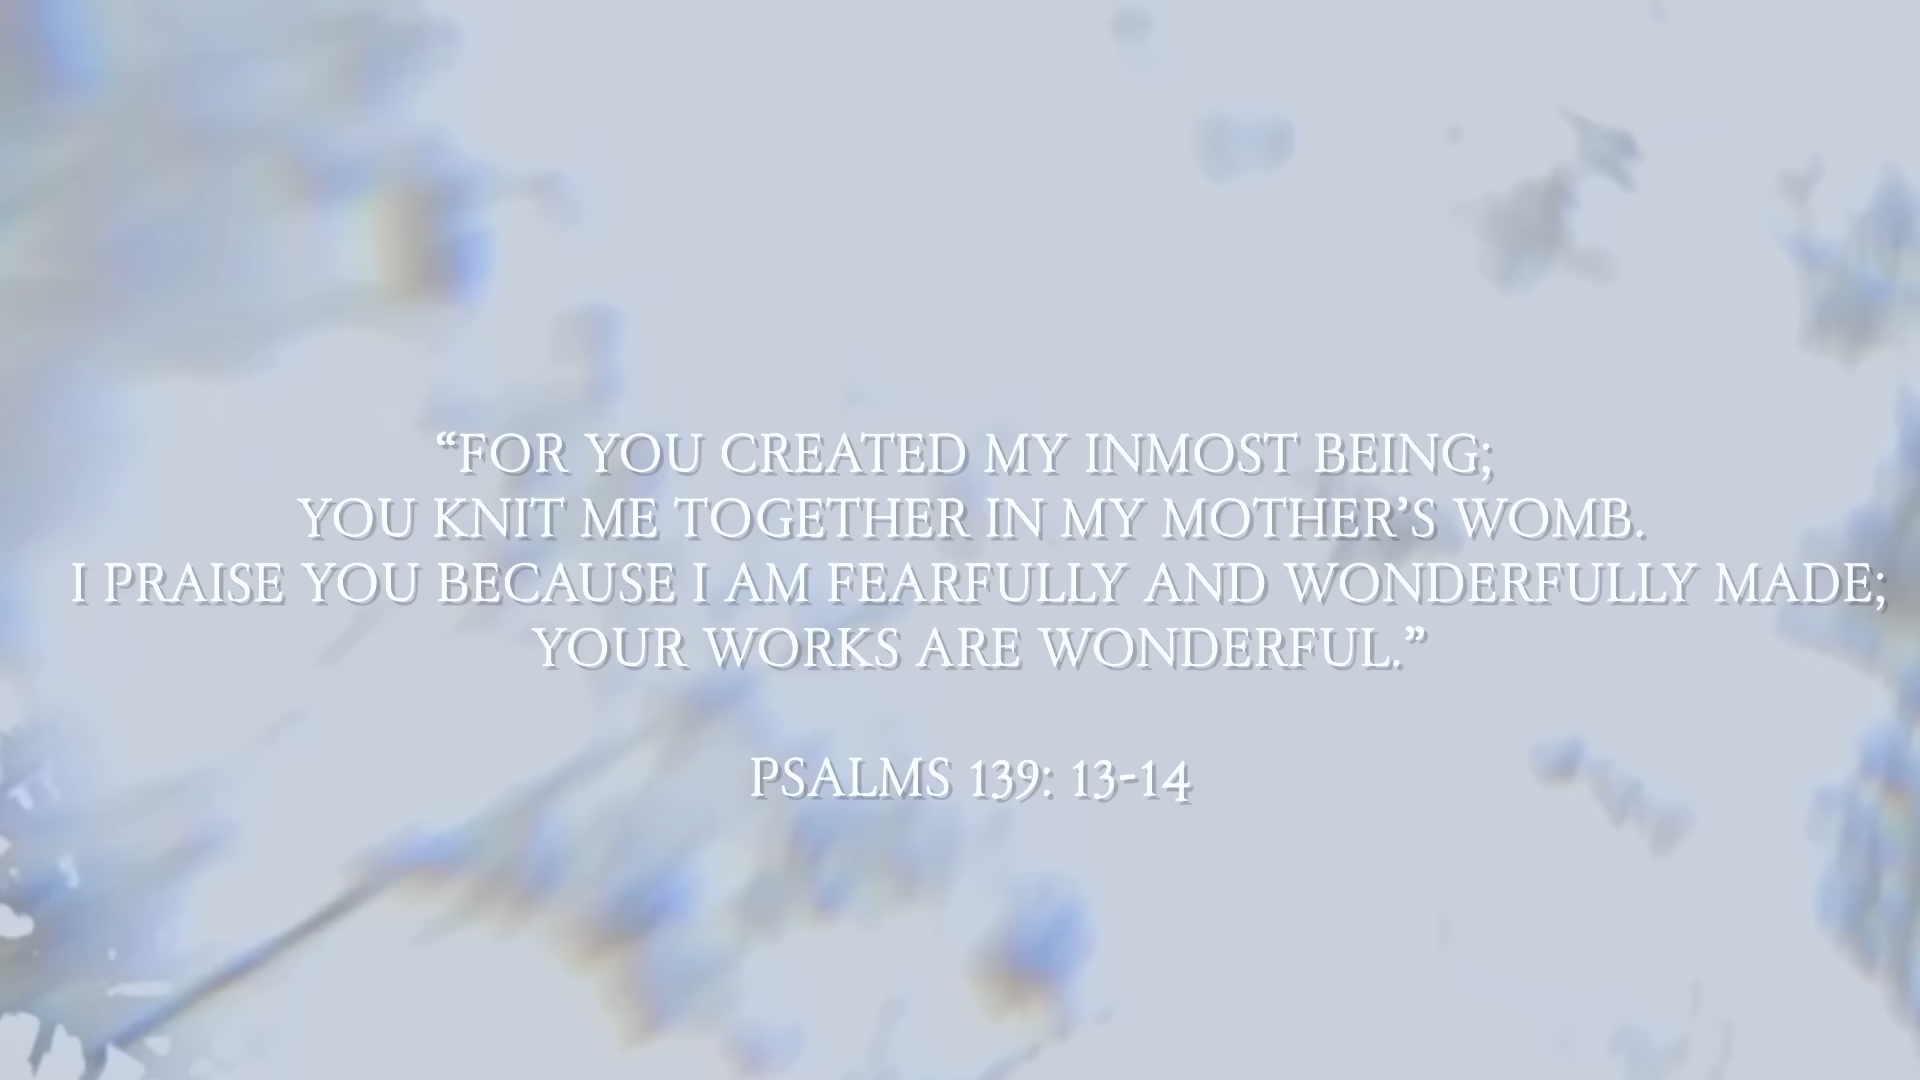 “FOR YOU CREATED MY INMOST BEING;
YOU KNIT ME TOGETHER IN MY MOTHER’S WOMB.
I PRAISE YOU BECAUSE I AM FEARFULLY AND WONDERFULLY MADE;
YOUR WORKS ARE WONDERFUL.”
PSALMS 139: 13-14